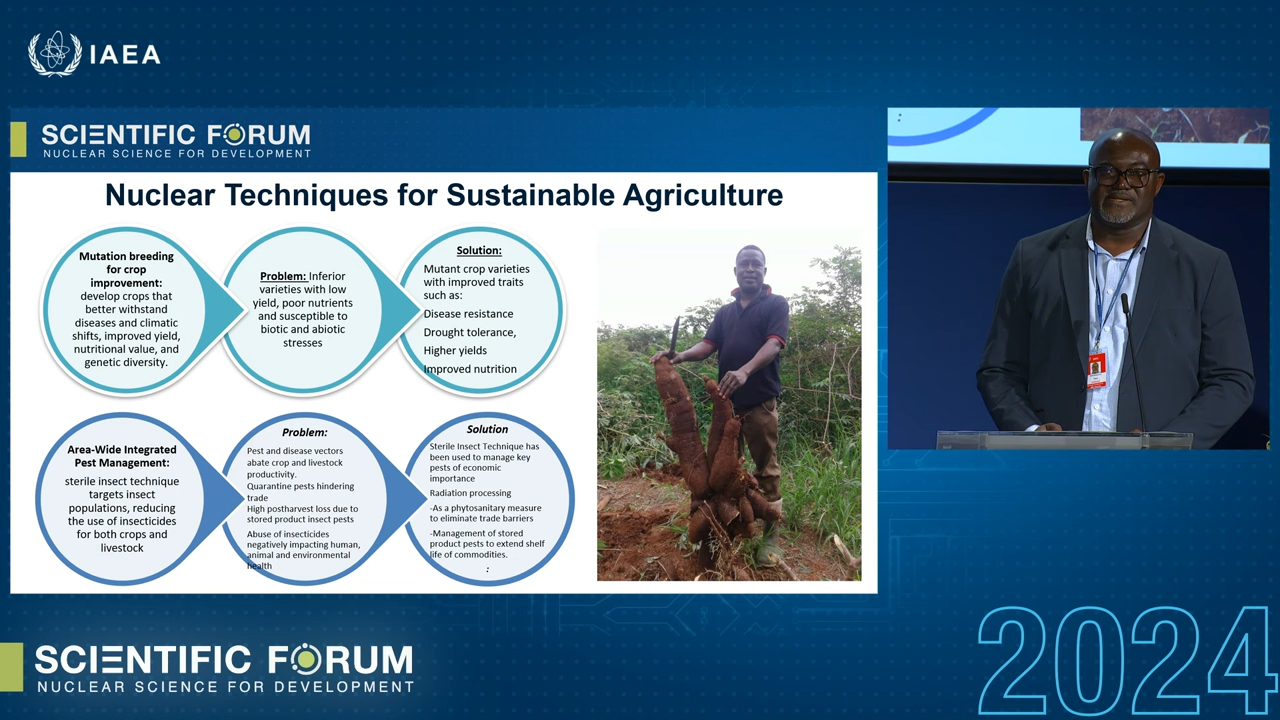 IAEA
SCIENTIFIC FORUM
NUCLEAR SCIENCE FOR DEVELOPMENT
Nuclear Techniques for Sustainable Agriculture
Mutation breeding
for crop
improvement:
develop crops that
better withstand
diseases and climatic
shifts, improved yield,
nutritional value, and
genetic diversity.
Problem: Inferior
varieties with low
yield, poor nutrients
and susceptible to
biotic and abiotic
stresses
Solution:
Mutant crop varieties
with improved traits
such as:
Disease resistance
Drought tolerance,
Higher yields
Improved nutrition
Area-Wide Integrated
Pest Management:
sterile insect technique
targets insect
populations, reducing
the use of insecticides
for both crops and
livestock
Problem:
Pest and disease vectors
abate crop and livestock
productivity.
Quarantine pests hindering
trade
High postharvest loss due to
stored product insect pests
Abuse of insecticides
negatively impacting human,
animal and environmental
health
Solution
Sterile Insect Technique has
been used to manage key
pests of economic
importance
Radiation processing
-As a phytosanitary measure
to eliminate trade barriers
-Management of stored
product pests to extend shelf
life of commodities.
:
SCIENTIFIC FORUM
NUCLEAR SCIENCE FOR DEVELOPMENT
2024